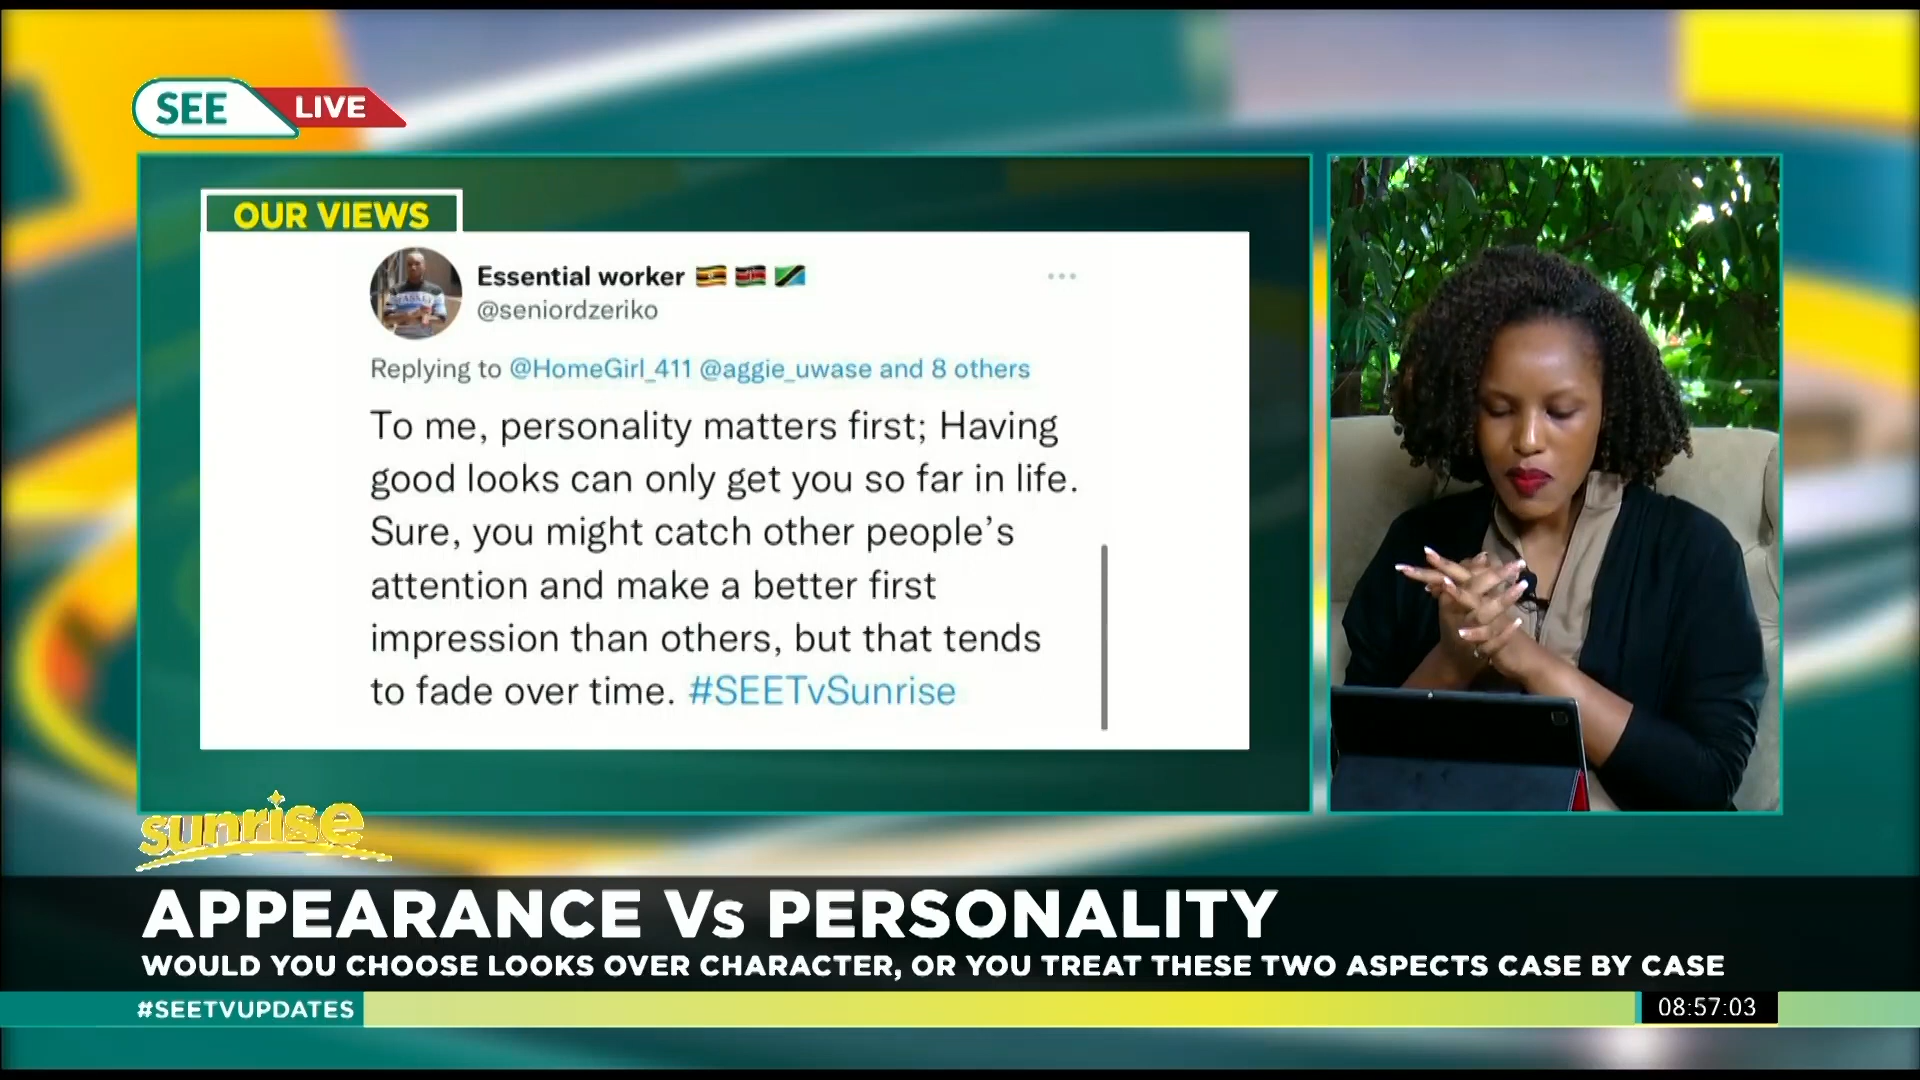 SEE LIVE
OUR VIEWS
Essential worker 🇺🇬 🇰🇪 🇹🇿
@seniordzeriko
Replying to @HomeGirl_411 @aggie_uwase and 8 others
To me, personality matters first; Having
good looks can only get you so far in life.
Sure, you might catch other people’s
attention and make a better first
impression than others, but that tends
to fade over time. #SEETvSunrise
sunrise
APPEARANCE Vs PERSONALITY
WOULD YOU CHOOSE LOOKS OVER CHARACTER, OR YOU TREAT THESE TWO ASPECTS CASE BY CASE
#SEETVUPDATES
08:57:03